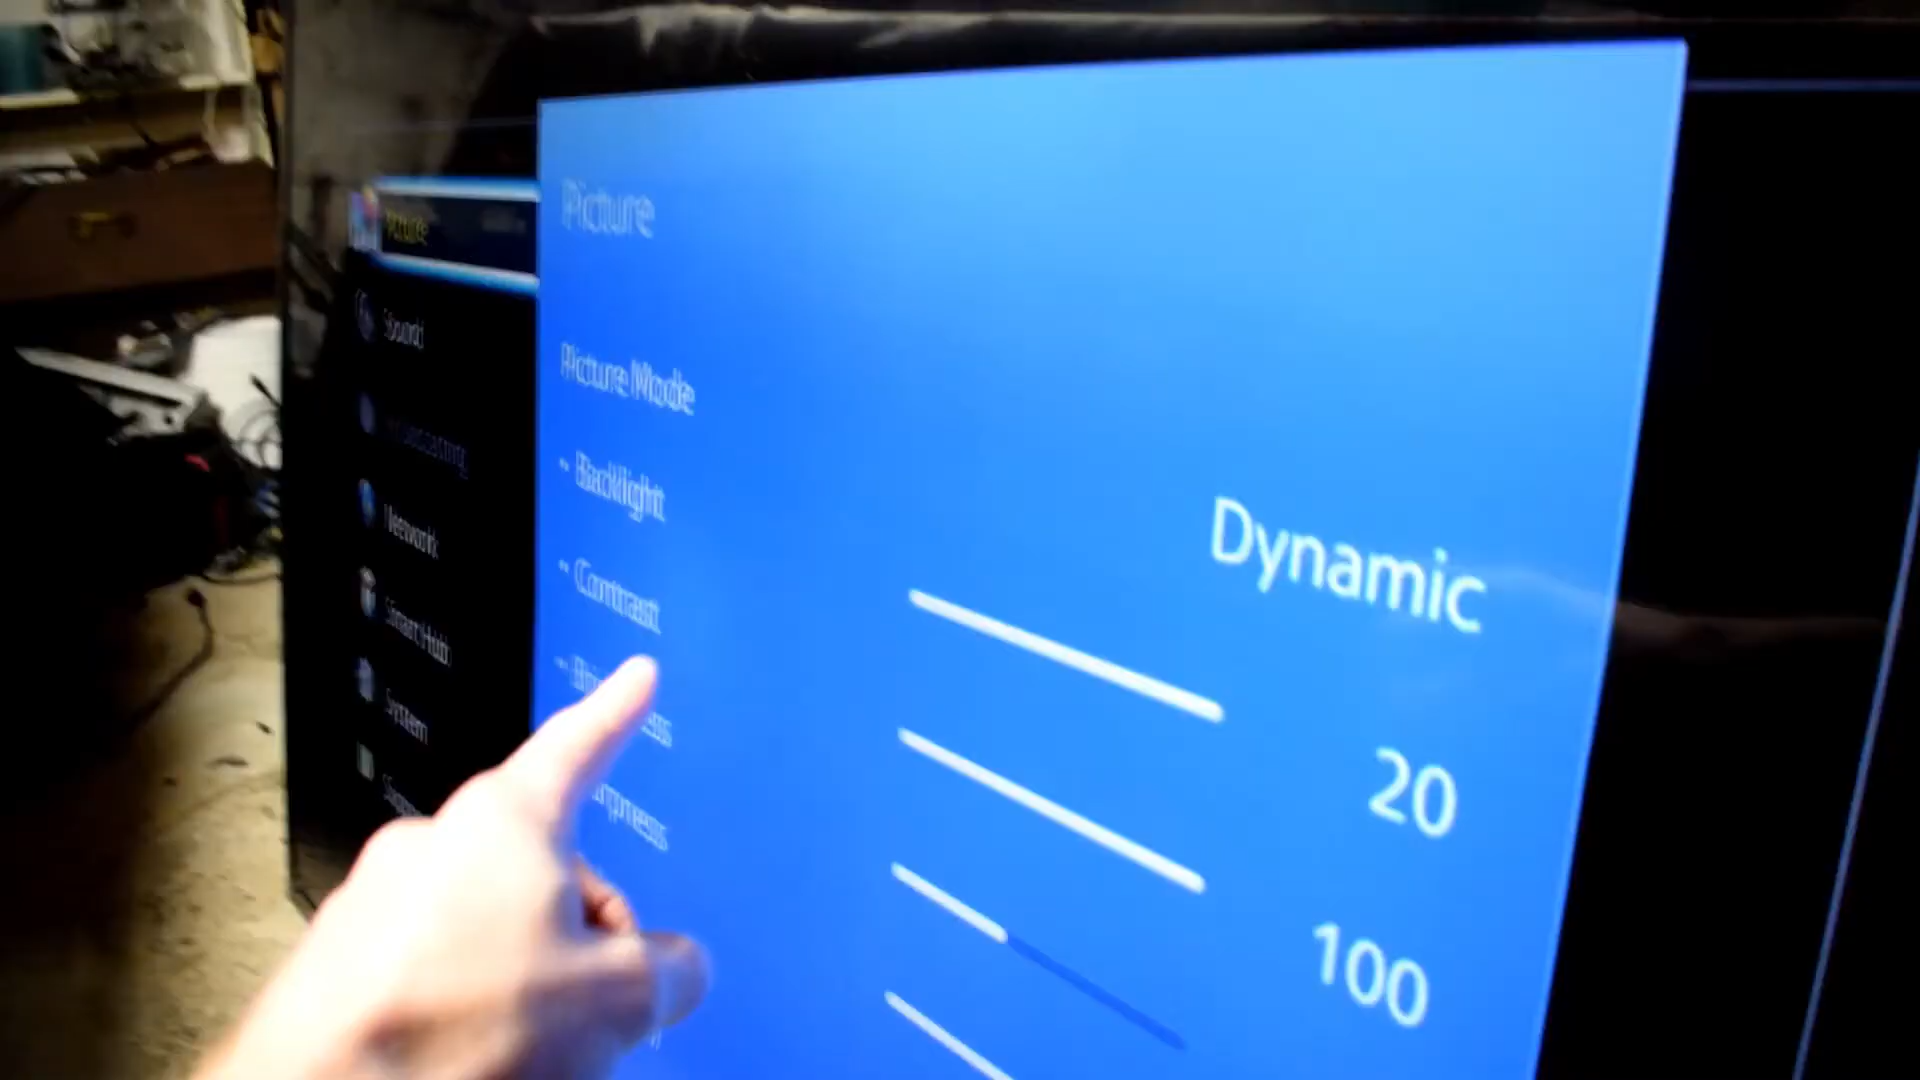 Picture
Sound
Network
Smart Hub
System
Picture
Picture Mode
Dynamic
- Backlight
20
- Contrast
100